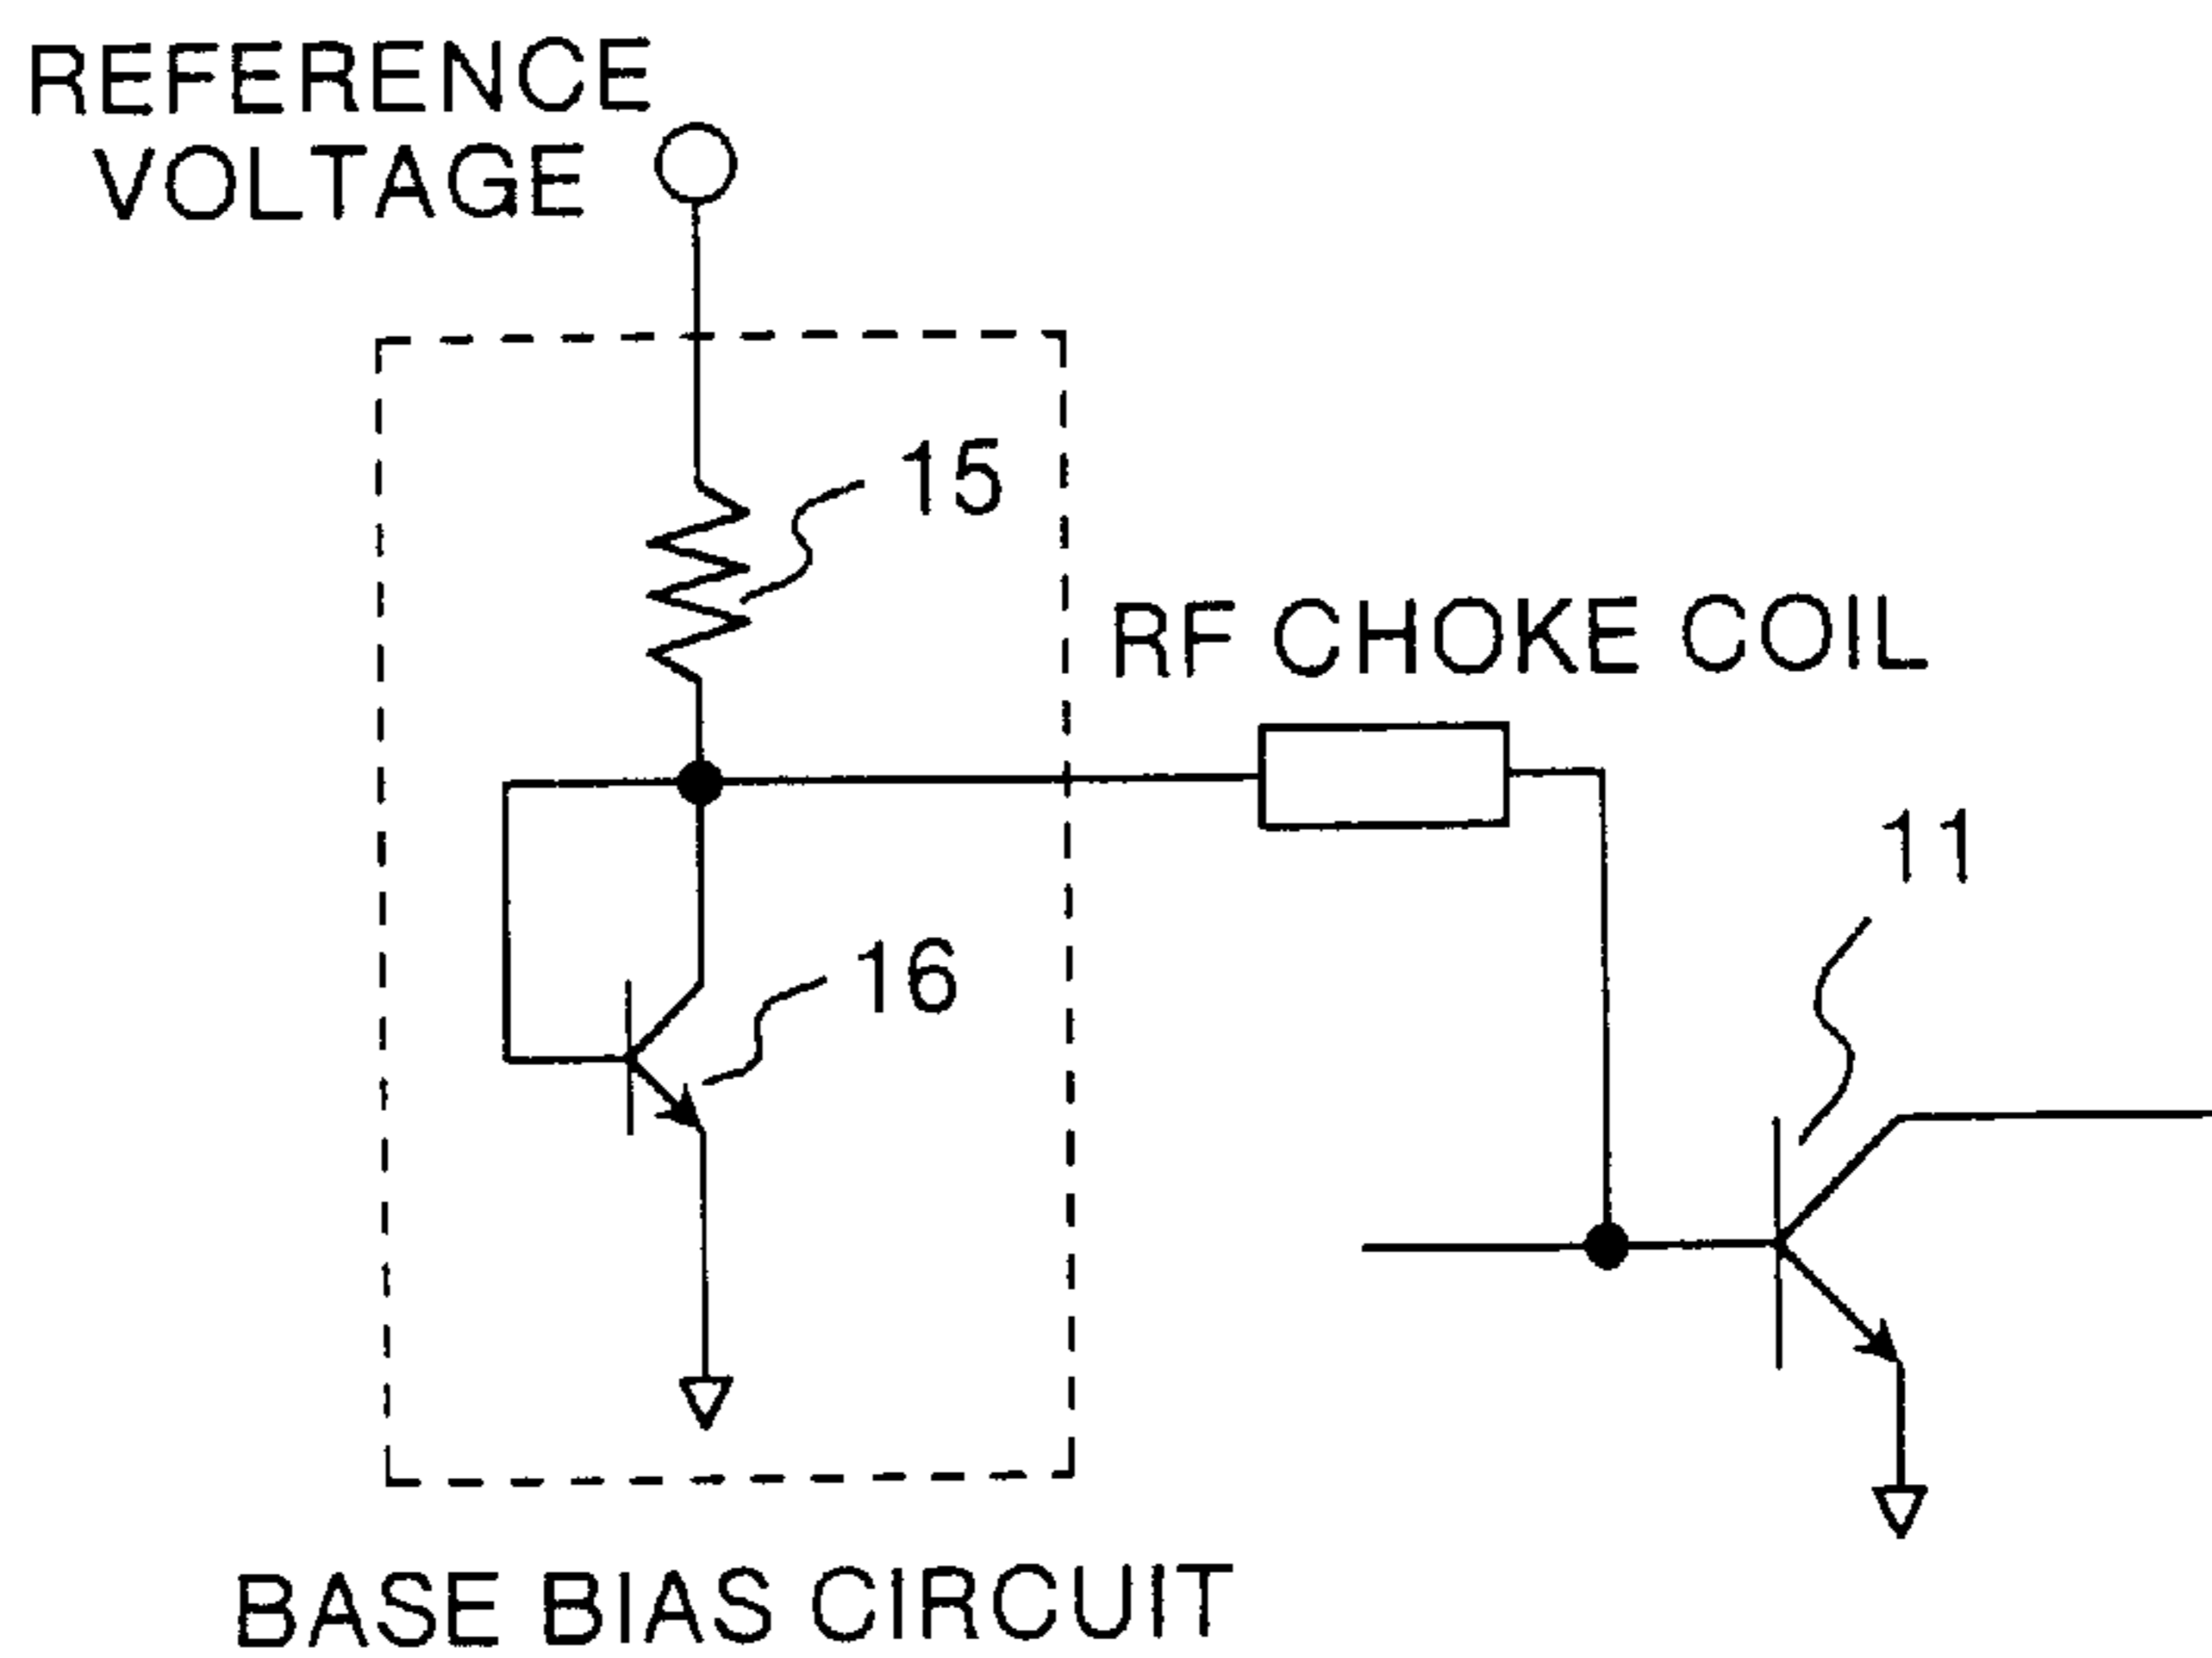 REFERENCE
VOLTAGE
15
RF CHOKE COIL
11
16
BASE BIAS CIRCUIT